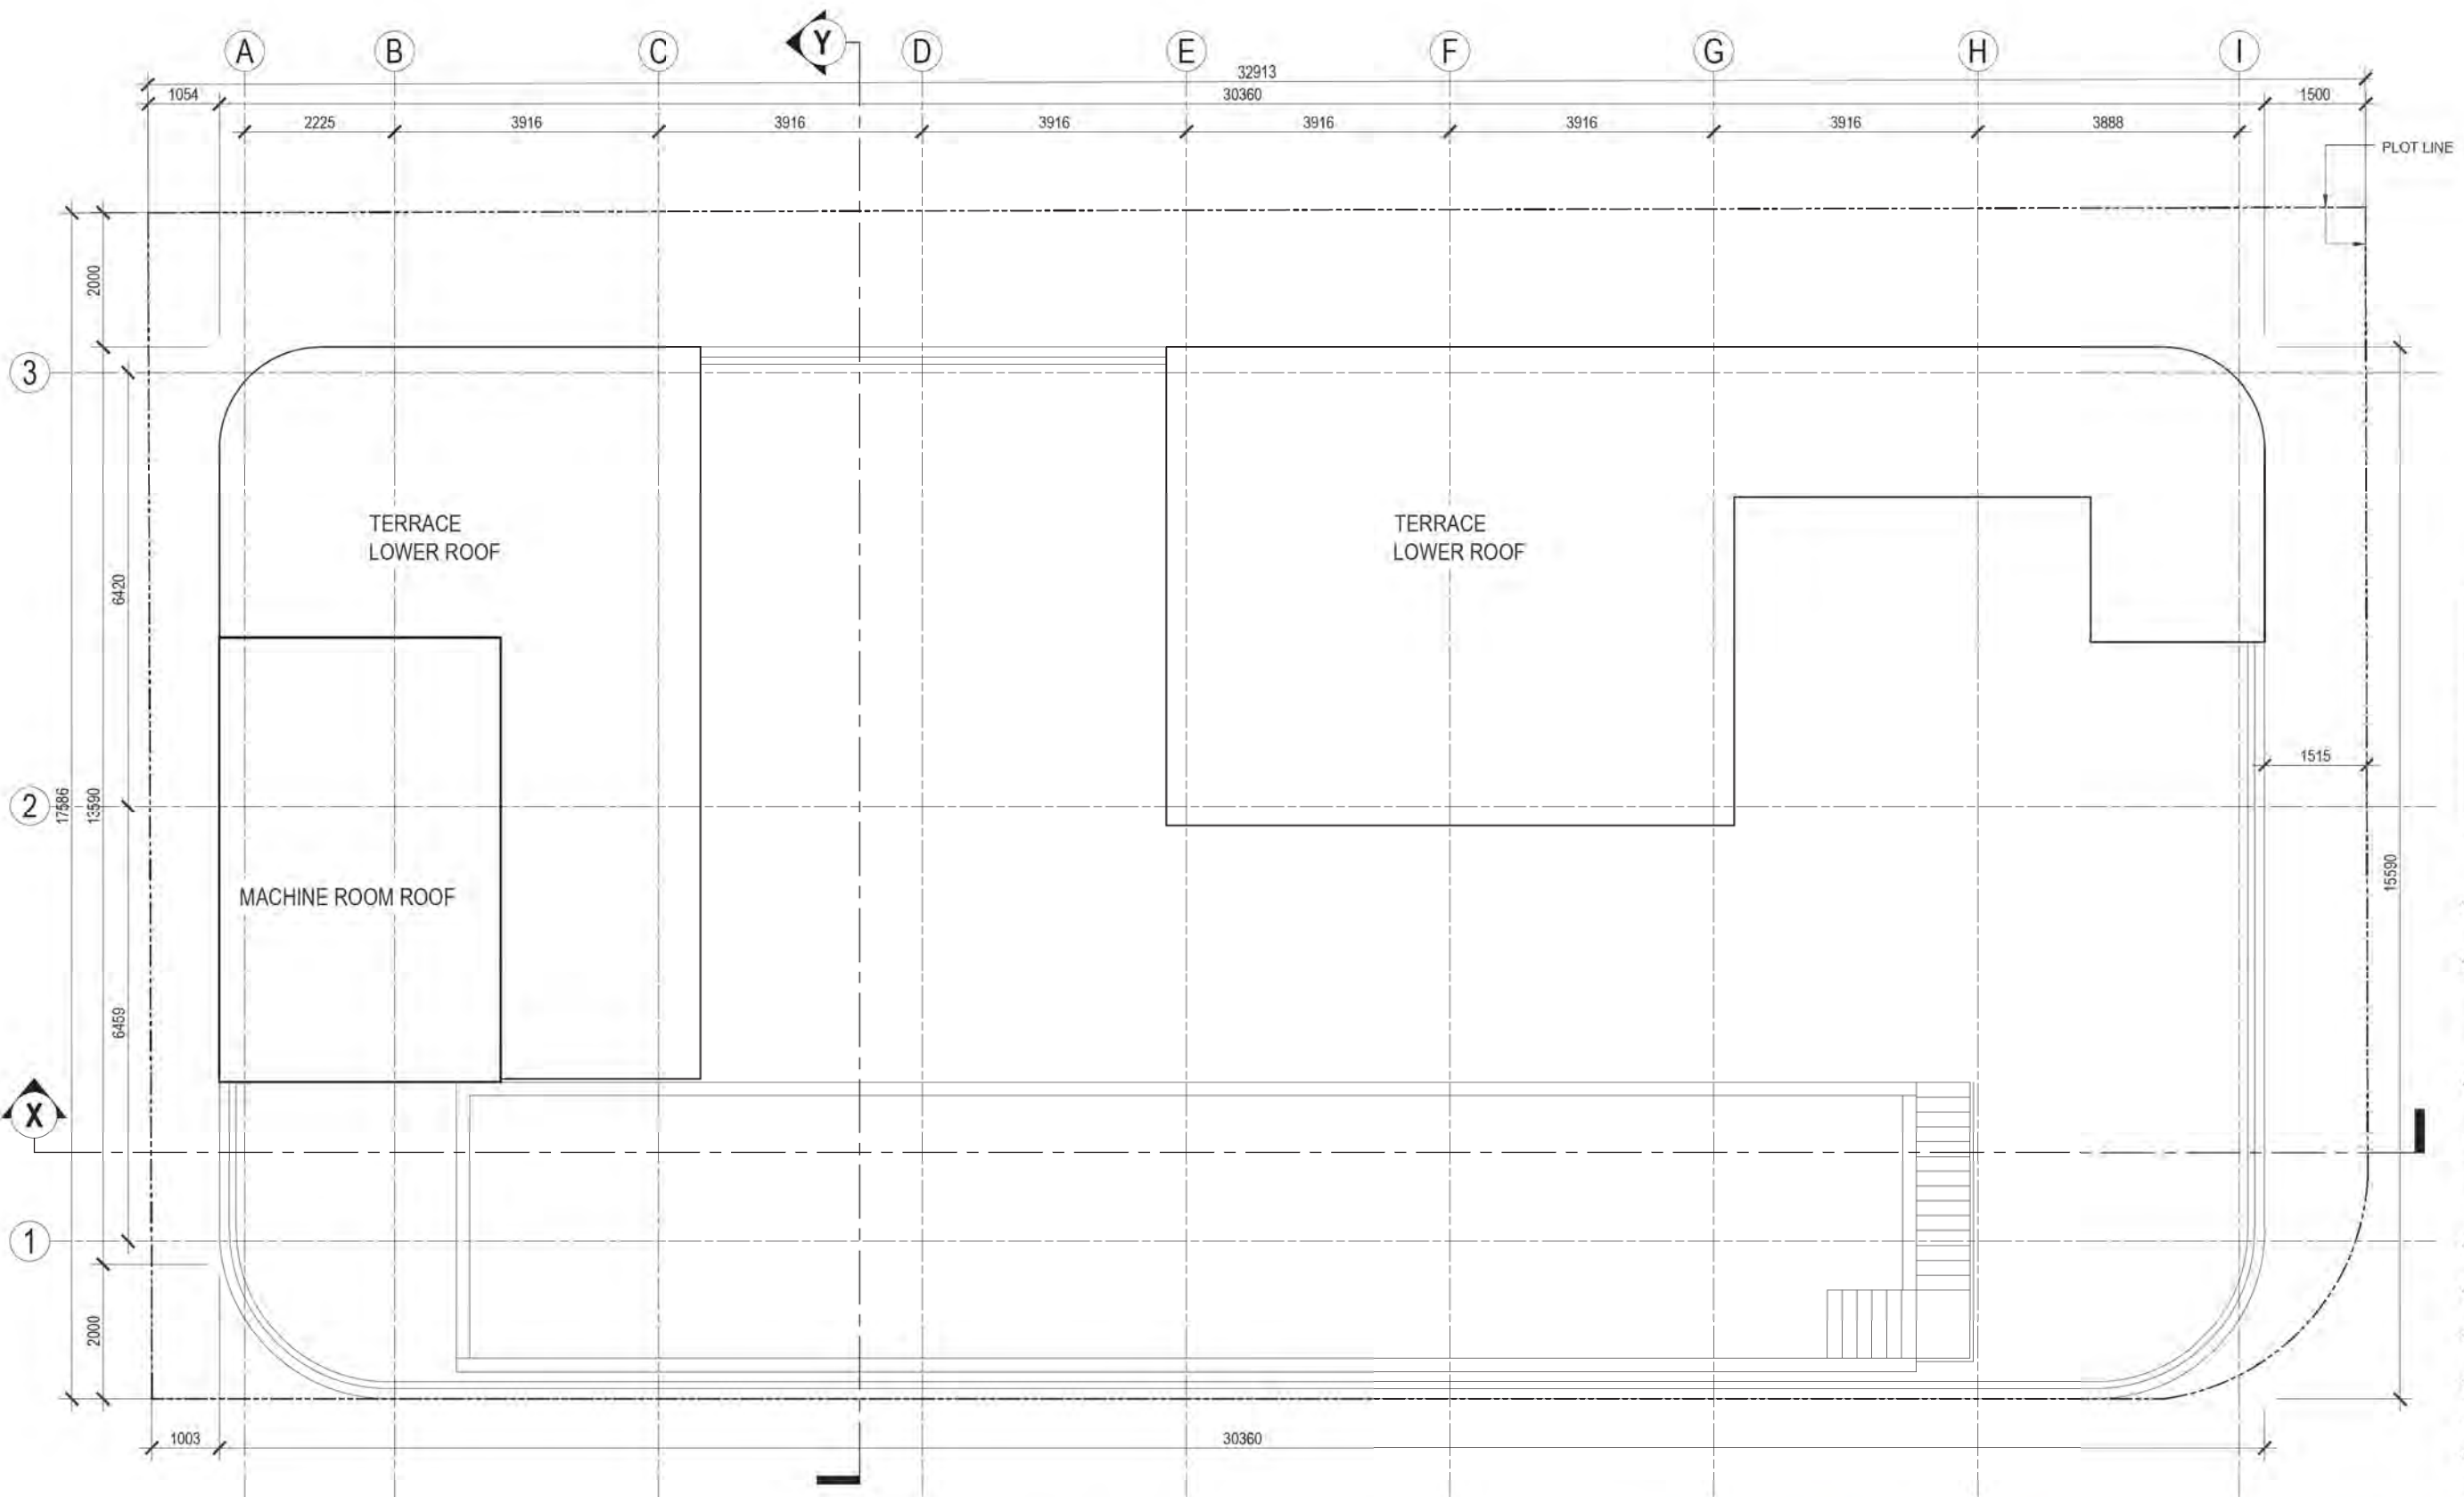 A B C Y D E F G H I
32913
1054 30360 1500
2225 3916 3916 3916 3916 3916 3916 3888
PLOT LINE
2000
3
TERRACE
LOWER ROOF
TERRACE
LOWER ROOF
6420
1515
2
17586
13590
15590
MACHINE ROOM ROOF
6459
X
1
2000
1003 30360